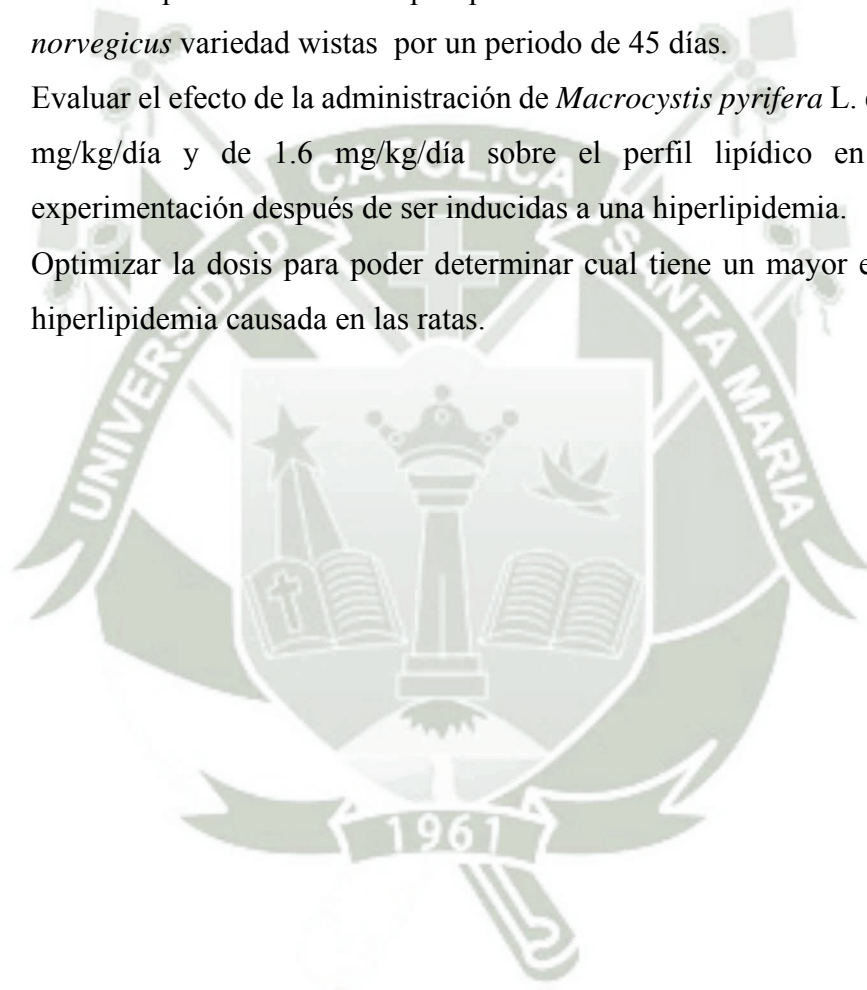 norvegicus variedad wistas por un periodo de 45 días.
Evaluar el efecto de la administración de Macrocystis pyrifera L.
mg/kg/día y de 1.6 mg/kg/día sobre el perfil lipídico en
experimentación después de ser inducidas a una hiperlipidemia.
Optimizar la dosis para poder determinar cual tiene un mayor
hiperlipidemia causada en las ratas.
UNIVERSIDAD CATOLICA SANTA MARIA
1961